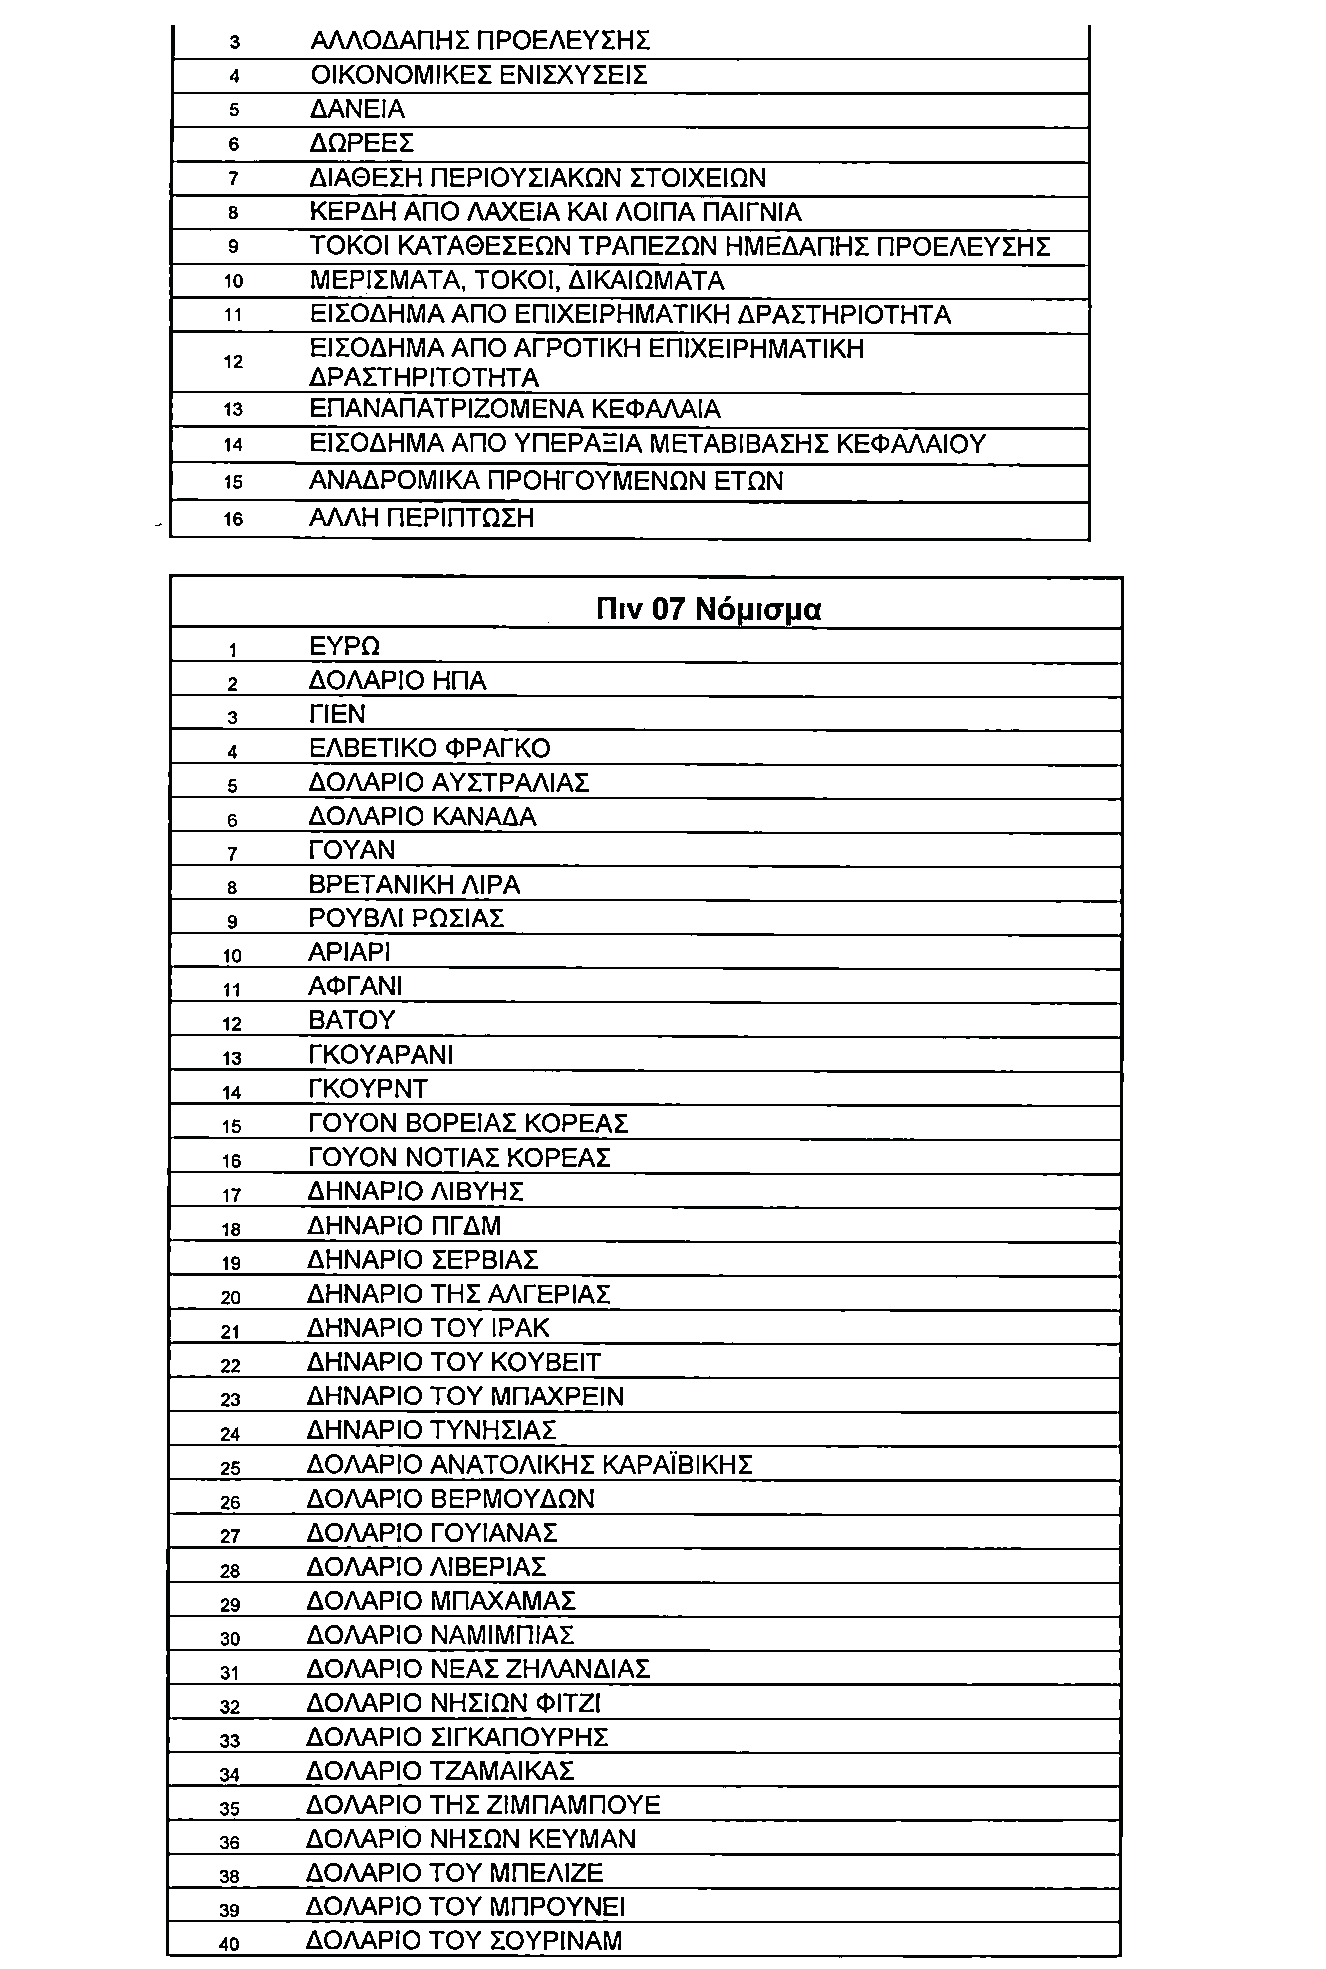 3 ΑΛΛΟΔΑΠΗΣ ΠΡΟΕΛΕΥΣΗΣ
4 ΟΙΚΟΝΟΜΙΚΕΣ ΕΝΙΣΧΥΣΕΙΣ
5 ΔΑΝΕΙΑ
6 ΔΩΡΕΕΣ
7 ΔΙΑΘΕΣΗ ΠΕΡΙΟΥΣΙΑΚΩΝ ΣΤΟΙΧΕΙΩΝ
8 ΚΕΡΔΗ ΑΠΟ ΛΑΧΕΙΑ ΚΑΙ ΛΟΙΠΑ ΠΑΙΓΝΙΑ
9 ΤΟΚΟΙ ΚΑΤΑΘΕΣΕΩΝ ΤΡΑΠΕΖΩΝ ΗΜΕΔΑΠΗΣ ΠΡΟΕΛΕΥΣΗΣ
10 ΜΕΡΙΣΜΑΤΑ, ΤΟΚΟΙ, ΔΙΚΑΙΩΜΑΤΑ
11 ΕΙΣΟΔΗΜΑ ΑΠΟ ΕΠΙΧΕΙΡΗΜΑΤΙΚΗ ΔΡΑΣΤΗΡΙΟΤΗΤΑ
12 ΕΙΣΟΔΗΜΑ ΑΠΟ ΑΓΡΟΤΙΚΗ ΕΠΙΧΕΙΡΗΜΑΤΙΚΗ
ΔΡΑΣΤΗΡΙΤΟΤΗΤΑ
13 ΕΠΑΝΑΠΑΤΡΙΖΟΜΕΝΑ ΚΕΦΑΛΑΙΑ
14 ΕΙΣΟΔΗΜΑ ΑΠΟ ΥΠΕΡΑΞΙΑ ΜΕΤΑΒΙΒΑΣΗΣ ΚΕΦΑΛΑΙΟΥ
15 ΑΝΑΔΡΟΜΙΚΑ ΠΡΟΗΓΟΥΜΕΝΩΝ ΕΤΩΝ
16 ΑΛΛΗ ΠΕΡΙΠΤΩΣΗ
Πιν 07 Νόμισμα
1 ΕΥΡΩ
2 ΔΟΛΑΡΙΟ ΗΠΑ
3 ΓΙΕΝ
4 ΕΛΒΕΤΙΚΟ ΦΡΑΓΚΟ
5 ΔΟΛΑΡΙΟ ΑΥΣΤΡΑΛΙΑΣ
6 ΔΟΛΑΡΙΟ ΚΑΝΑΔΑ
7 ΓΟΥΑΝ
8 ΒΡΕΤΑΝΙΚΗ ΛΙΡΑ
9 ΡΟΥΒΛΙ ΡΩΣΙΑΣ
10 ΑΡΙΑΡΙ
11 ΑΦΓΑΝΙ
12 ΒΑΤΟΥ
13 ΓΚΟΥΑΡΑΝΙ
14 ΓΚΟΥΡΝΤ
15 ΓΟΥΟΝ ΒΟΡΕΙΑΣ ΚΟΡΕΑΣ
16 ΓΟΥΟΝ ΝΟΤΙΑΣ ΚΟΡΕΑΣ
17 ΔΗΝΑΡΙΟ ΛΙΒΥΗΣ
18 ΔΗΝΑΡΙΟ ΠΓΔΜ
19 ΔΗΝΑΡΙΟ ΣΕΡΒΙΑΣ
20 ΔΗΝΑΡΙΟ ΤΗΣ ΑΛΓΕΡΙΑΣ
21 ΔΗΝΑΡΙΟ ΤΟΥ ΙΡΑΚ
22 ΔΗΝΑΡΙΟ ΤΟΥ ΚΟΥΒΕΙΤ
23 ΔΗΝΑΡΙΟ ΤΟΥ ΜΠΑΧΡΕΙΝ
24 ΔΗΝΑΡΙΟ ΤΥΝΗΣΙΑΣ
25 ΔΟΛΑΡΙΟ ΑΝΑΤΟΛΙΚΗΣ ΚΑΡΑΪΒΙΚΗΣ
26 ΔΟΛΑΡΙΟ ΒΕΡΜΟΥΔΩΝ
27 ΔΟΛΑΡΙΟ ΓΟΥΙΑΝΑΣ
28 ΔΟΛΑΡΙΟ ΛΙΒΕΡΙΑΣ
29 ΔΟΛΑΡΙΟ ΜΠΑΧΑΜΑΣ
30 ΔΟΛΑΡΙΟ ΝΑΜΙΜΠΙΑΣ
31 ΔΟΛΑΡΙΟ ΝΕΑΣ ΖΗΛΑΝΔΙΑΣ
32 ΔΟΛΑΡΙΟ ΝΗΣΙΩΝ ΦΙΤΖΙ
33 ΔΟΛΑΡΙΟ ΣΙΓΚΑΠΟΥΡΗΣ
34 ΔΟΛΑΡΙΟ ΤΖΑΜΑΙΚΑΣ
35 ΔΟΛΑΡΙΟ ΤΗΣ ΖΙΜΠΑΜΠΟΥΕ
36 ΔΟΛΑΡΙΟ ΝΗΣΩΝ ΚΕΥΜΑΝ
38 ΔΟΛΑΡΙΟ ΤΟΥ ΜΠΕΛΙΖΕ
39 ΔΟΛΑΡΙΟ ΤΟΥ ΜΠΡΟΥΝΕΙ
40 ΔΟΛΑΡΙΟ ΤΟΥ ΣΟΥΡΙΝΑΜ